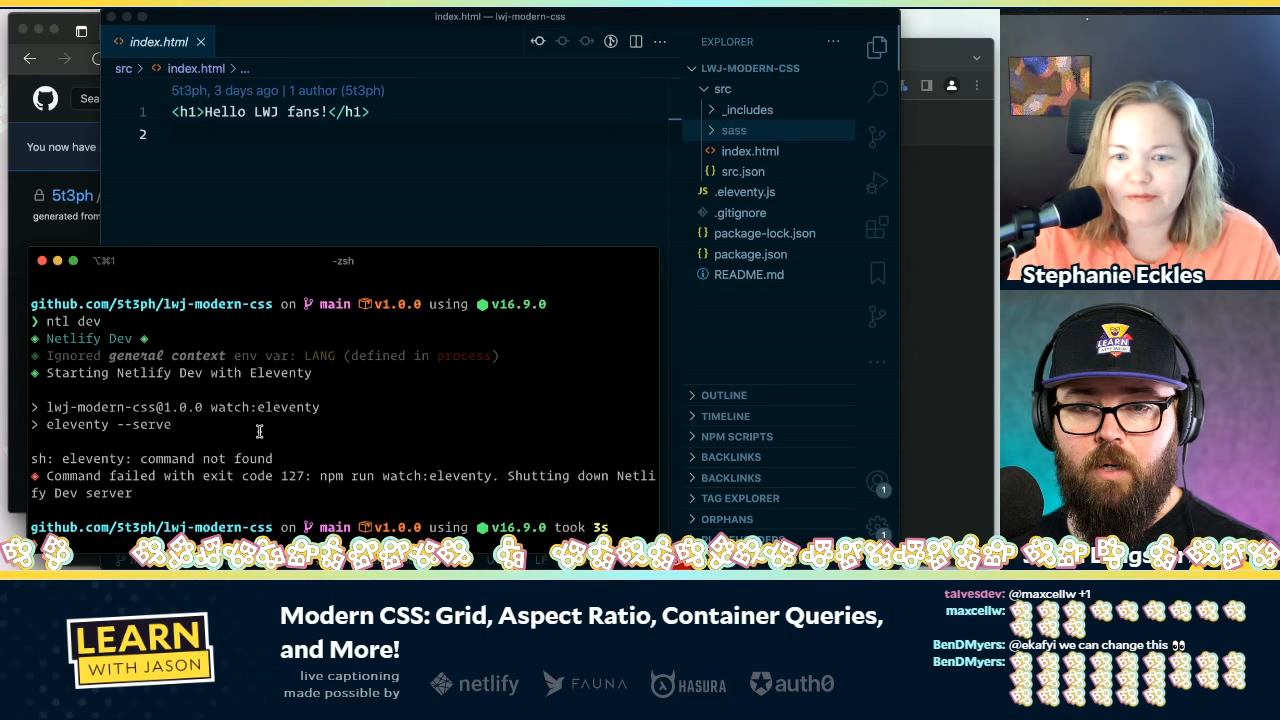 index.html — lwj-modern-css
index.html
src > index.html > ...
5t3ph, 3 days ago | 1 author (5t3ph)
1 <h1>Hello LWJ fans!</h1>
2
Sea
You now have
5t3ph /
generated from
EXPLORER
LWJ-MODERN-CSS
src
_includes
sass
index.html
src.json
JS .eleventy.js
.gitignore
package-lock.json
package.json
README.md
OUTLINE
TIMELINE
NPM SCRIPTS
BACKLINKS
BACKLINKS
TAG EXPLORER
ORPHANS
1
1
⌥⌘1
-zsh
github.com/5t3ph/lwj-modern-css on main v1.0.0 using v16.9.0
❯ ntl dev
◈ Netlify Dev ◈
◈ Ignored general context env var: LANG (defined in process)
◈ Starting Netlify Dev with Eleventy
> lwj-modern-css@1.0.0 watch:eleventy
> eleventy --serve
sh: eleventy: command not found
◈ Command failed with exit code 127: npm run watch:eleventy. Shutting down Netli
fy Dev server
github.com/5t3ph/lwj-modern-css on main v1.0.0 using v16.9.0 took 3s
Stephanie Eckles
LEARN
WITH JASON
LEARN
WITH JASON
Modern CSS: Grid, Aspect Ratio, Container Queries,
and More!
live captioning
made possible by
netlify
FAUNA
HASURA
auth0
talvesdev: @maxcellw +1
maxcellw:
BenDMyers: @ekafyi we can change this 👀
BenDMyers: